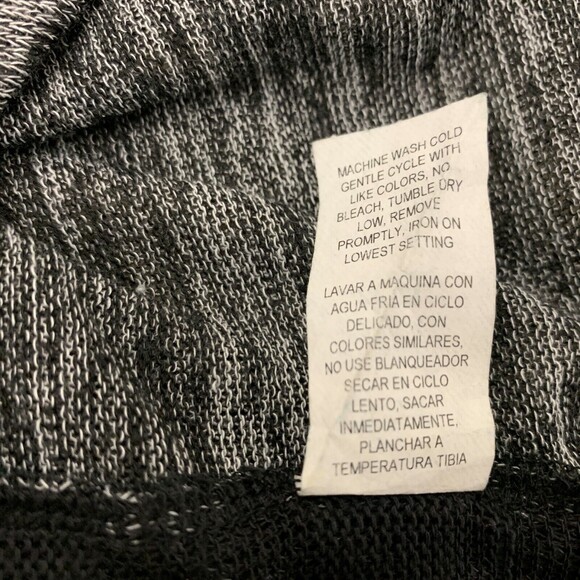 MACHINE WASH COLD
GENTLE CYCLE WITH
LIKE COLORS, NO
BLEACH, TUMBLE DRY
LOW, REMOVE
PROMPTLY, IRON ON
LOWEST SETTING
LAVAR A MAQUINA CON
AGUA FRIA EN CICLO
DELICADO, CON
COLORES SIMILARES,
NO USE BLANQUEADOR
SECAR EN CICLO
LENTO, SACAR
INMEDIATAMENTE,
PLANCHAR A
TEMPERATURA TIBIA